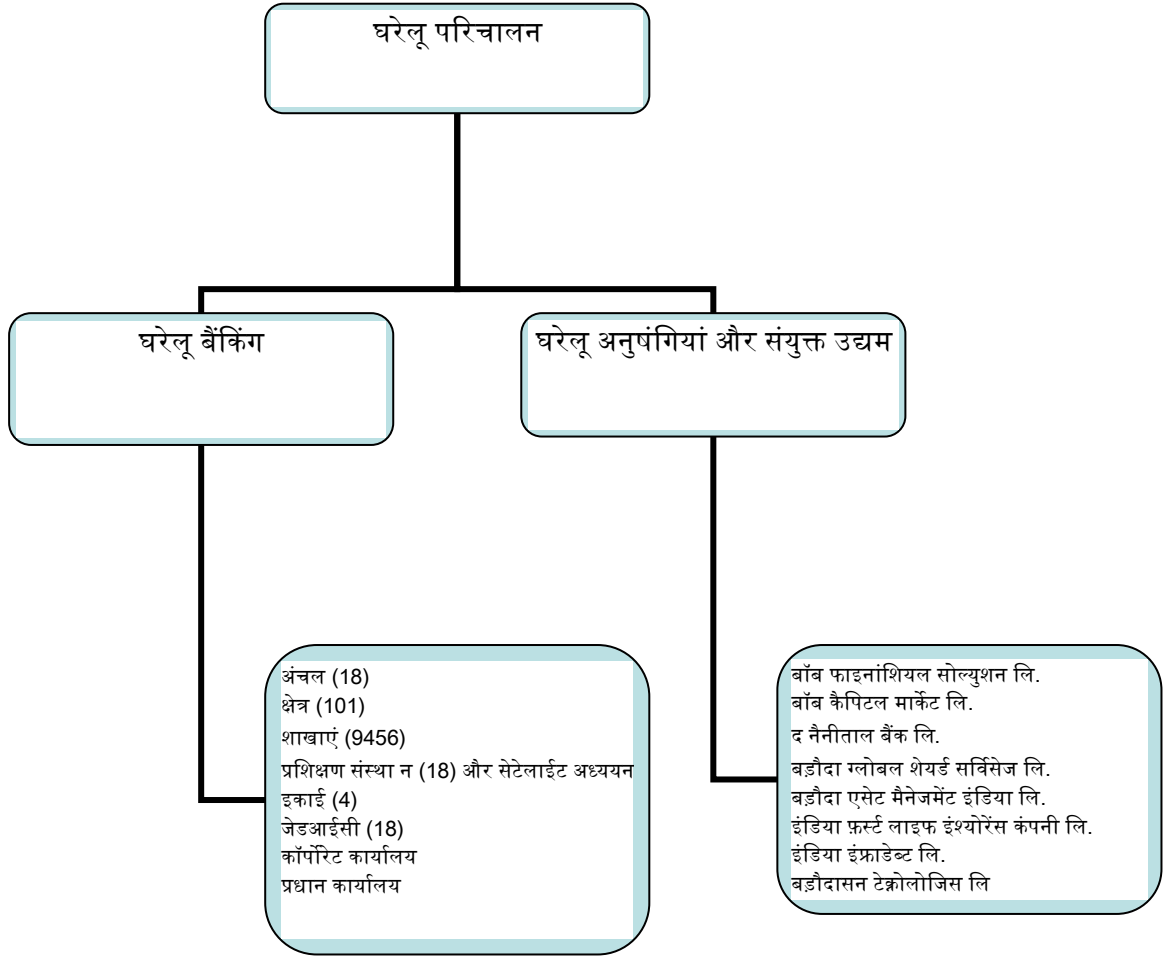 घरेलू परिचालन
घरेलू बैंकिंग
घरेलू अनुषंगियां और संयुक्त उद्यम
अंचल (18)
क्षेत्र (101)
शाखाएं (9456)
प्रशिक्षण संस्था न (18) और सेटेलाईट अध्ययन
इकाई (4)
जेडआईसी (18)
कॉर्पोरेट कार्यालय
प्रधान कार्यालय
बॉब फाइनांशियल सोल्युशन लि.
बॉब कैपिटल मार्केट लि.
द नैनीताल बैंक लि.
बड़ौदा ग्लोबल शेयर्ड सर्विसेज लि.
बड़ौदा एसेट मैनेजमेंट इंडिया लि.
इंडिया फ़र्स्ट लाइफ इंश्योरेंस कंपनी लि.
इंडिया इंफ्राडेब्ट लि.
बड़ौदासन टेक्नोलोजिस लि